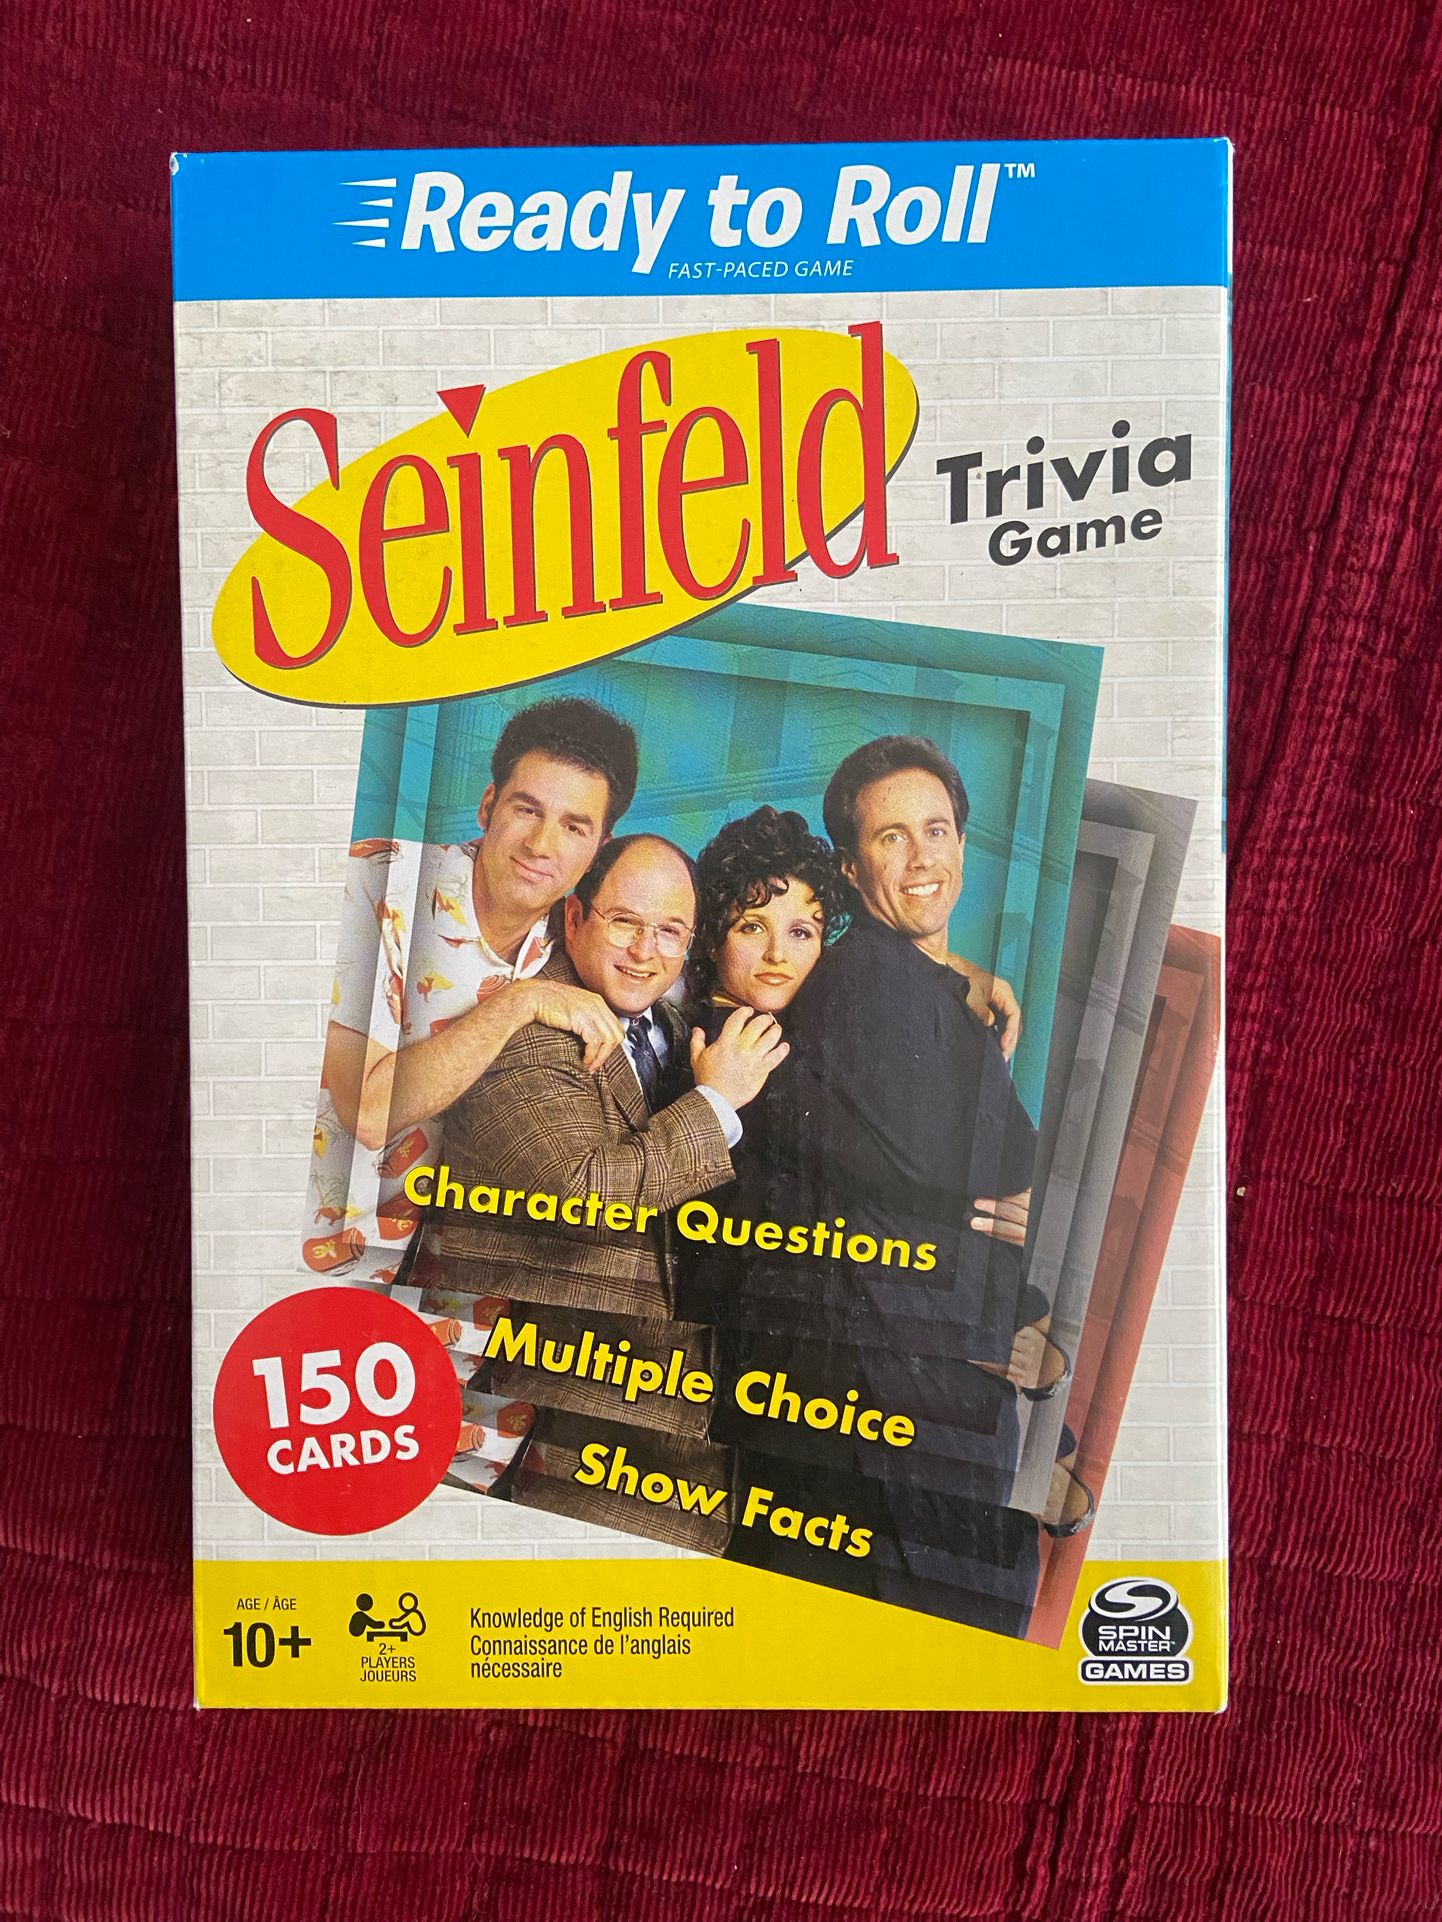 Ready to Roll™
FAST-PACED GAME
Seinfeld
Trivia
Game
Character Questions
Multiple Choice
Show Facts
150
CARDS
AGE / ÂGE
10+
2+
PLAYERS
JOUEURS
Knowledge of English Required
Connaissance de l'anglais
nécessaire
SPIN
MASTER™
GAMES